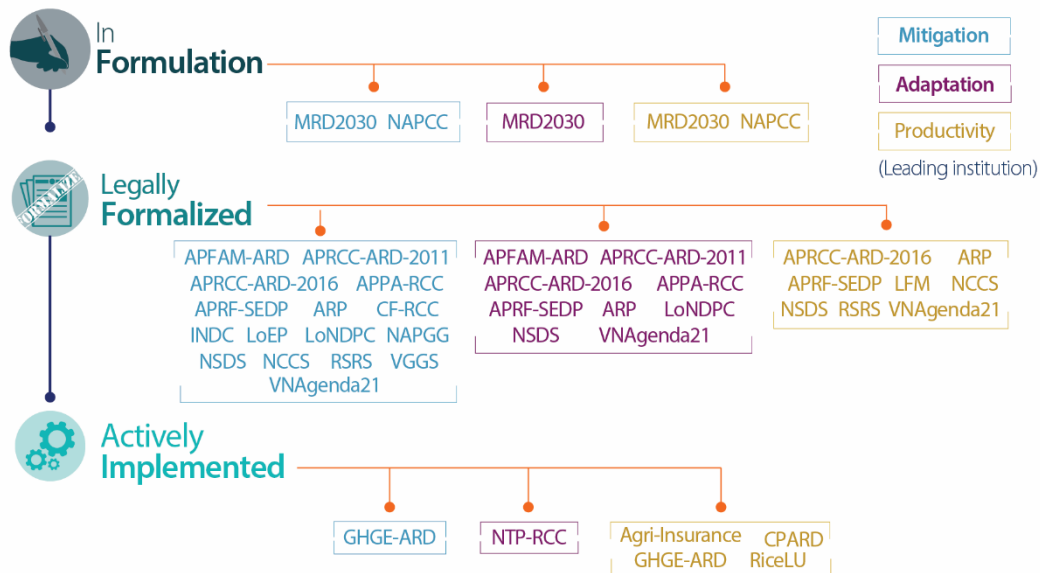 In
Formulation
Mitigation
Adaptation
Productivity
(Leading institution)
MRD2030 NAPCC
MRD2030
MRD2030 NAPCC
FORMALIZE
Legally
Formalized
APFAM-ARD APRCC-ARD-2011
APRCC-ARD-2016 APPA-RCC
APRF-SEDP ARP CF-RCC
INDC LoEP LoNDPC NAPGG
NSDS NCCS RSRS VGGS
VNAgenda21
APFAM-ARD APRCC-ARD-2011
APRCC-ARD-2016 APPA-RCC
APRF-SEDP ARP LoNDPC
NSDS VNAgenda21
APRCC-ARD-2016 ARP
APRF-SEDP LFM NCCS
NSDS RSRS VNAgenda21
Actively
Implemented
GHGE-ARD
NTP-RCC
Agri-Insurance CPARD
GHGE-ARD RiceLU